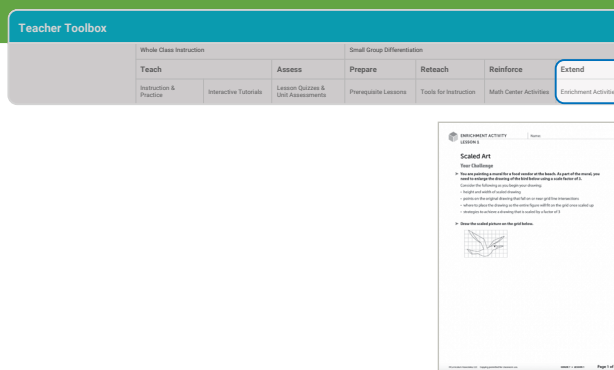 Teacher Toolbox
Whole Class Instruction
Small Group Differentiation
Teach
Assess
Prepare
Reteach
Reinforce
Extend
Instruction &
Practice
Interactive Tutorials
Lesson Quizzes &
Unit Assessments
Prerequisite Lessons
Tools for Instruction
Math Center Activities
Enrichment Activitie
ENRICHMENT ACTIVITY
Name
LESSON 1
Scaled Art
Your Challenge
You are painting a mural for a food vendor at the beach. As part of the mural, you
need to enlarge the drawing of the bird below using a scale factor of 3.
Consider the following as you begin your drawing:
• height and width of scaled drawing
• points on the original drawing that fall on or near grid line intersections
• where to place the drawing so the entire figure will fit on the grid once scaled up
• strategies to achieve a drawing that is scaled by a factor of 3
Draw the scaled picture on the grid below.
Page 1 of